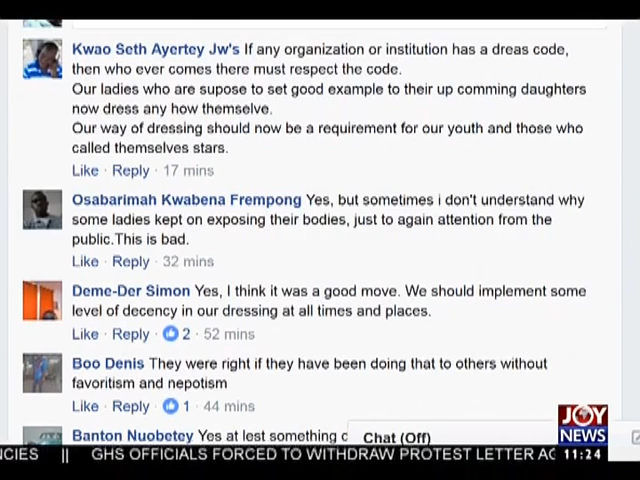 Kwao Seth Ayertey Jw's If any organization or institution has a dreas code,
then who ever comes there must respect the code.
Our ladies who are supose to set good example to their up comming daughters
now dress any how themselve.
Our way of dressing should now be a requirement for our youth and those who
called themselves stars.
Like · Reply · 17 mins
Osabarimah Kwabena Frempong Yes, but sometimes i don't understand why
some ladies kept on exposing their bodies, just to again attention from the
public.This is bad.
Like · Reply · 32 mins
Deme-Der Simon Yes, I think it was a good move. We should implement some
level of decency in our dressing at all times and places.
Like · Reply · 2 · 52 mins
Boo Denis They were right if they have been doing that to others without
favoritism and nepotism
Like · Reply · 1 · 44 mins
Banton Nuobetey Yes at lest something
Chat (Off)
JOY
NEWS
NCIES || GHS OFFICIALS FORCED TO WITHDRAW PROTEST LETTER AG
11:24